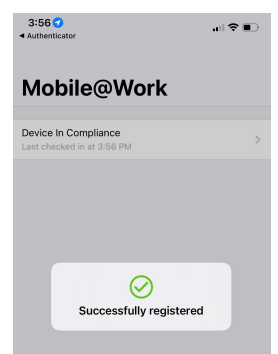 3:56
◀ Authenticator
Mobile@Work
Device In Compliance
Last checked in at 3:56 PM
Successfully registered